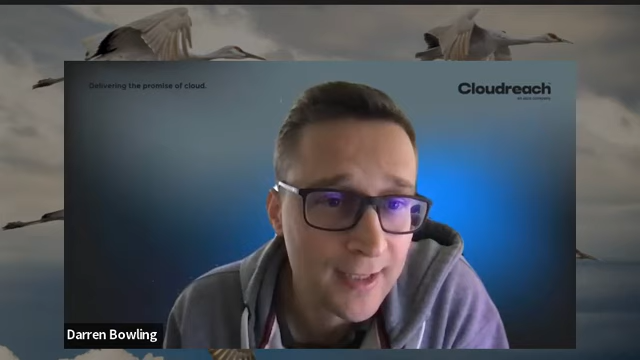 Delivering the promise of cloud.
Cloudreach
Darren Bowling